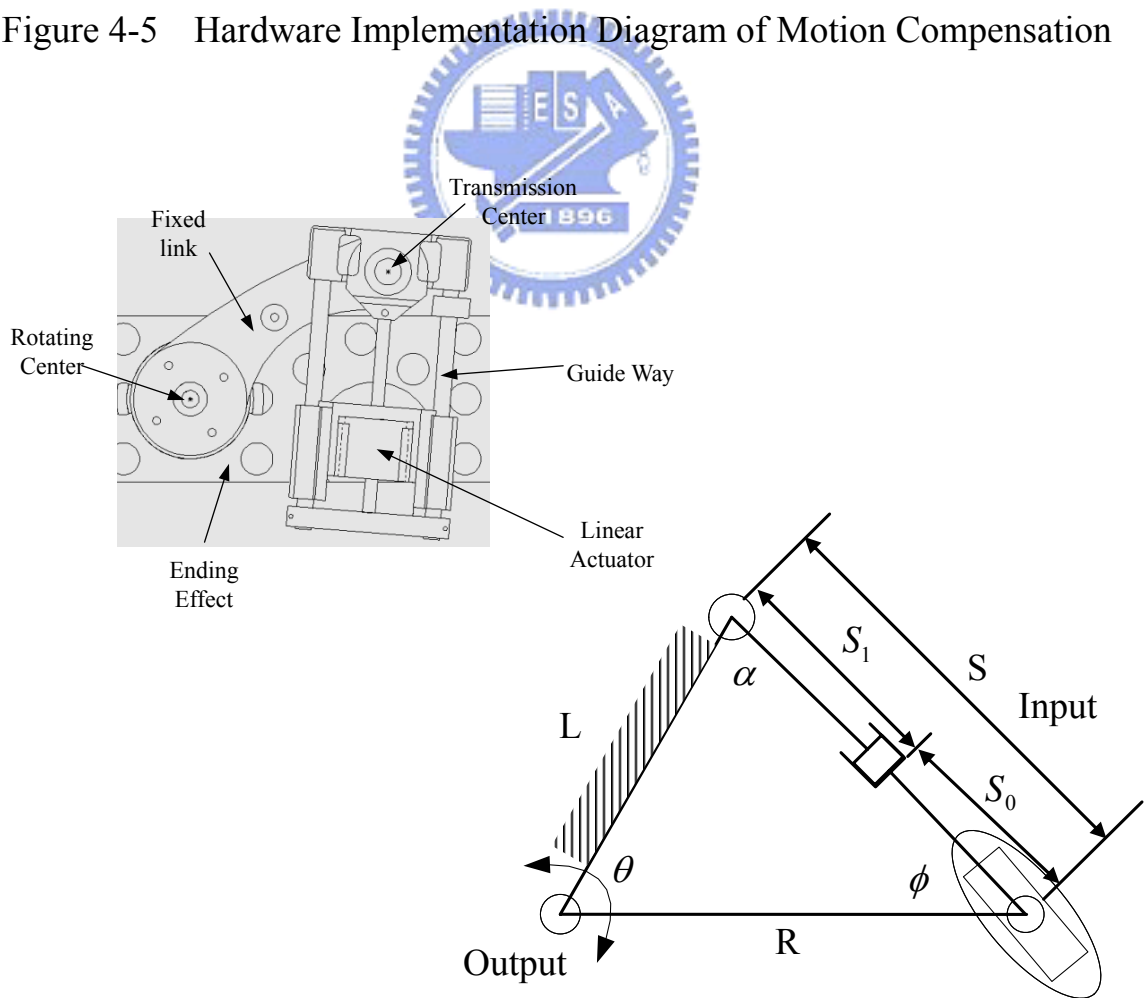 Figure 4-5 Hardware Implementation Diagram of Motion Compensation
E S A
1896
Transmission
Center
Fixed
link
Rotating
Center
Guide Way
Linear
Actuator
Ending
Effect
S₁
S
α
Input
L
S₀
θ
ϕ
R
Output